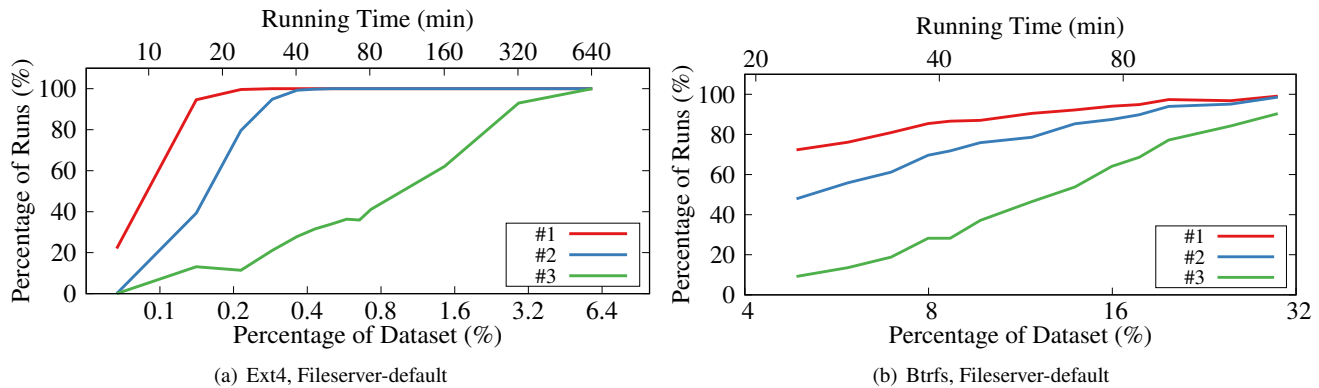 Running Time (min)
10 20 40 80 160 320 640
Percentage of Runs (%)
100
80
60
40
20
0
#1
#2
#3
0.1 0.2 0.4 0.8 1.6 3.2 6.4
Percentage of Dataset (%)
(a) Ext4, Fileserver-default
Running Time (min)
20 40 80
Percentage of Runs (%)
100
80
60
40
20
0
#1
#2
#3
4 8 16 32
Percentage of Dataset (%)
(b) Btrfs, Fileserver-default